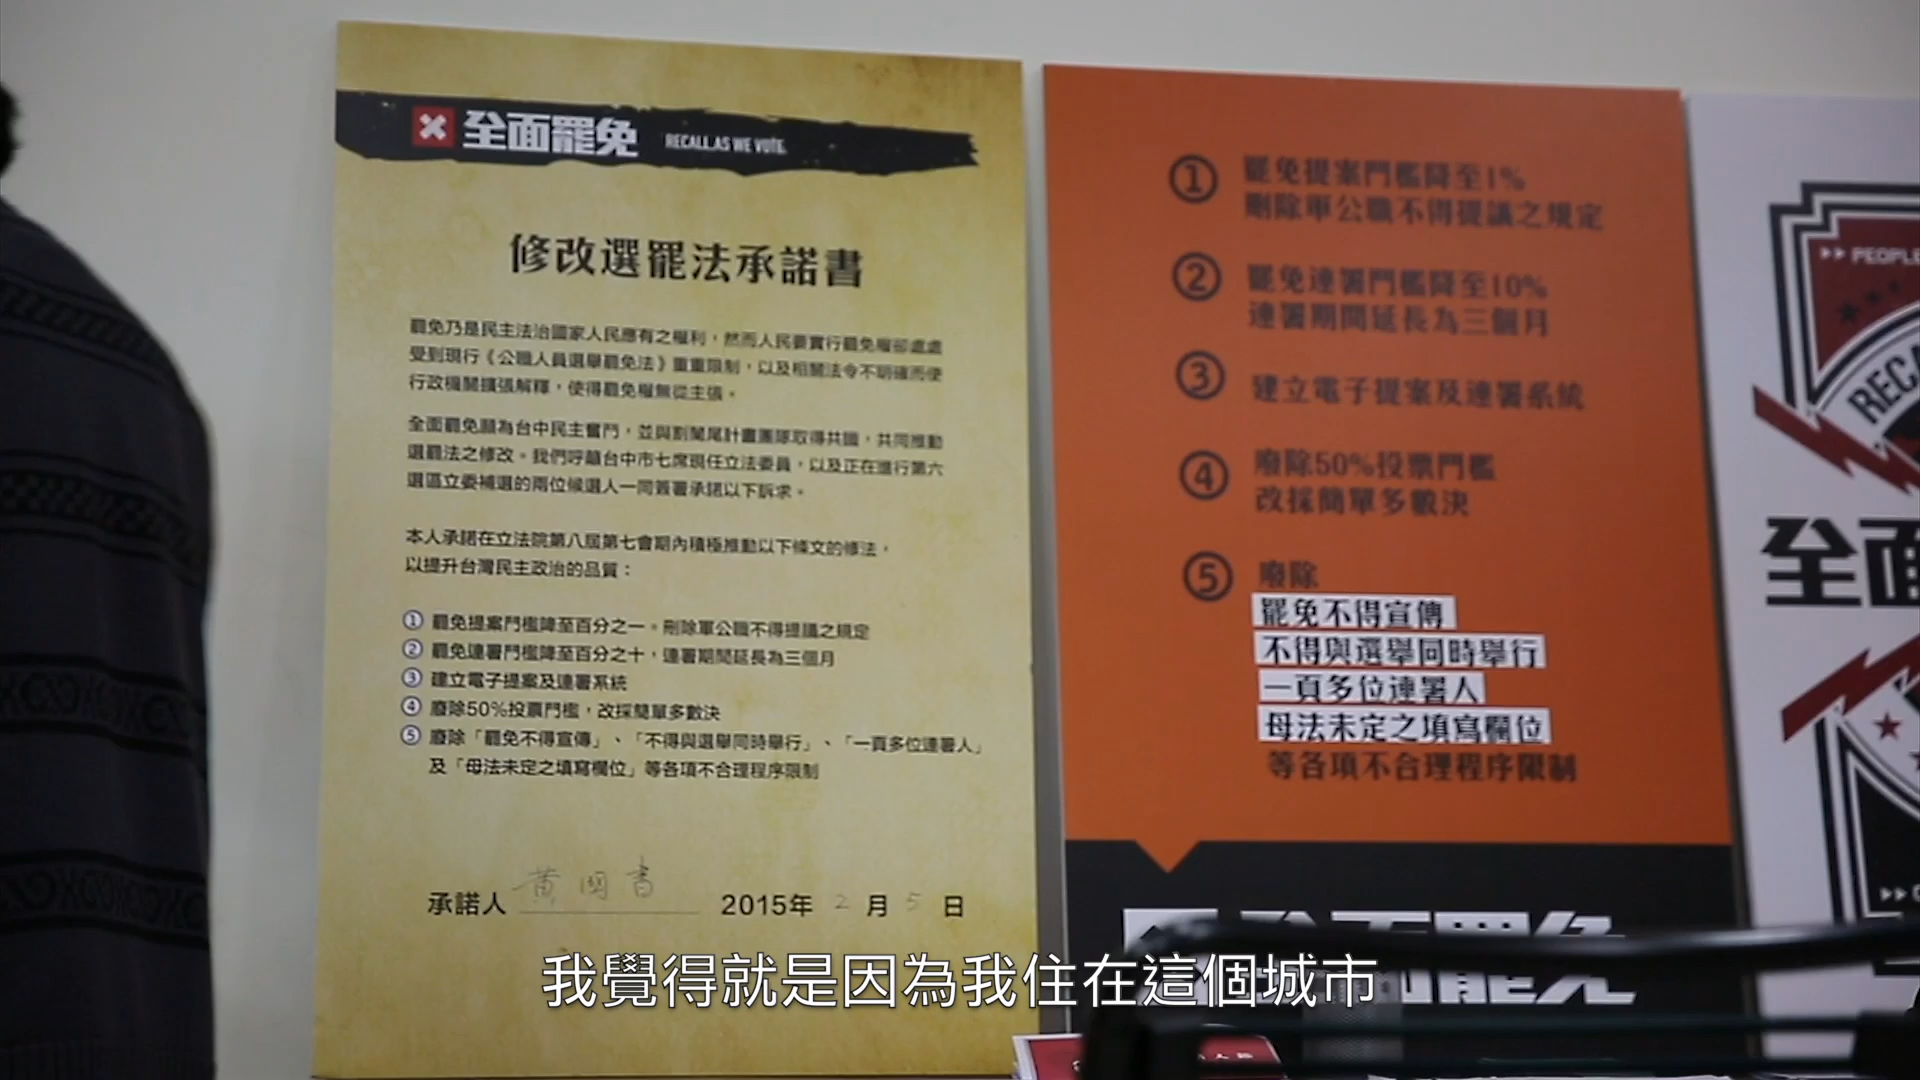 全面罷免 RECALL.AS WE VOTE.
修改選罷法承諾書
罷免乃是民主法治國家人民應有之權利，然而人民要實行罷免權卻處處
受到現行《公職人員選舉罷免法》重重限制，以及相關法令不明確而使
行政機關擴張解釋，使得罷免權無從主張。
全面罷免願為台中民主奮鬥，並與割闌尾計畫團隊取得共識，共同推動
選罷法之修改。我們呼籲台中市七席現任立法委員，以及正在進行第六
選區立委補選的兩位候選人一同簽署承諾以下訴求。
本人承諾在立法院第八屆第七會期內積極推動以下條文的修法，
以提升台灣民主政治的品質：
① 罷免提案門檻降至百分之一。刪除軍公職不得提議之規定
② 罷免連署門檻降至百分之十，連署期間延長為三個月
③ 建立電子提案及連署系統
④ 廢除50%投票門檻，改採簡單多數決
⑤ 廢除「罷免不得宣傳」、「不得與選舉同時舉行」、「一頁多位連署人」
及「母法未定之填寫欄位」等各項不合理程序限制
承諾人 黃國書 2015年 2 月 5 日
① 罷免提案門檻降至1%
刪除軍公職不得提議之規定
② 罷免連署門檻降至10%
連署期間延長為三個月
③ 建立電子提案及連署系統
④ 廢除50%投票門檻
改採簡單多數決
⑤ 廢除
罷免不得宣傳
不得與選舉同時舉行
一頁多位連署人
母法未定之填寫欄位
等各項不合理程序限制
全面罷免
PEOPLE
RECA
全面
我覺得就是因為我住在這個城市